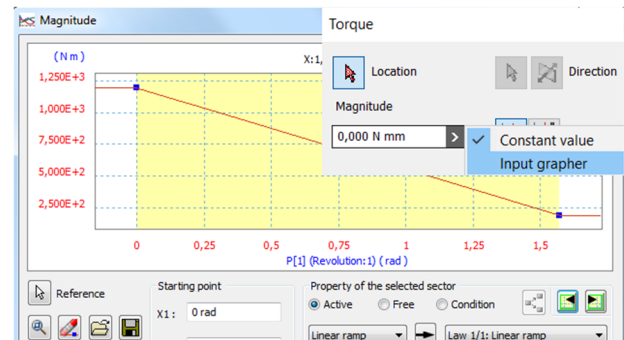 Magnitude
Torque
(Nm)
X:1,
1,250E+3
1,000E+3
7,500E+2
5,000E+2
2,500E+2
0
0,25
0,5
0,75
1
1,25
1,5
P[1] (Revolution:1) ( rad )
Location
Direction
Magnitude
0,000 N mm
Constant value
Input grapher
Reference
Starting point
X1:
0 rad
Property of the selected sector
Active
Free
Condition
Linear ramp
Law 1/1: Linear ramp